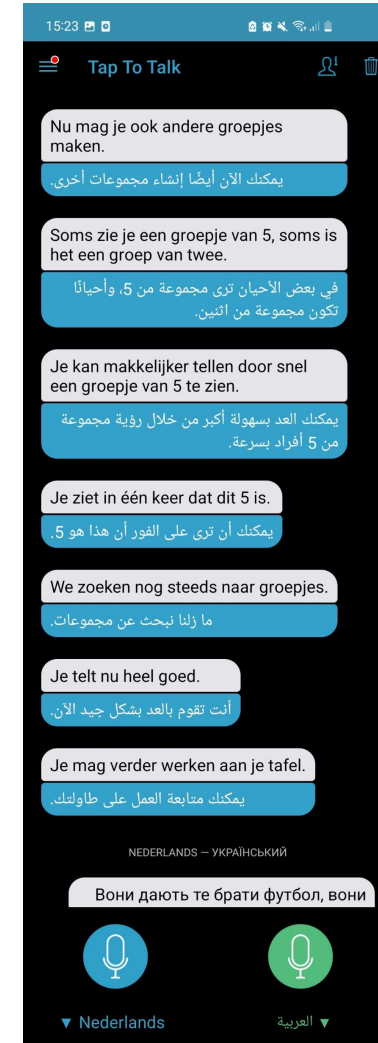 15:23
Tap To Talk
Nu mag je ook andere groepjes
maken.
يمكنك الآن أيضًا إنشاء مجموعات أخرى.
Soms zie je een groepje van 5, soms is
het een groep van twee.
في بعض الأحيان ترى مجموعة من 5، وأحيانًا
تكون مجموعة من اثنين.
Je kan makkelijker tellen door snel
een groepje van 5 te zien.
يمكنك العد بسهولة أكبر من خلال رؤية مجموعة
من 5 أفراد بسرعة.
Je ziet in één keer dat dit 5 is.
يمكنك أن ترى على الفور أن هذا هو 5.
We zoeken nog steeds naar groepjes.
ما زلنا نبحث عن مجموعات.
Je telt nu heel goed.
أنت تقوم بالعد بشكل جيد الآن.
Je mag verder werken aan je tafel.
يمكنك متابعة العمل على طاولتك.
NEDERLANDS – УКРАЇНСЬКИЙ
Вони дають те брати футбол, вони
▼ Nederlands
العربية ▼